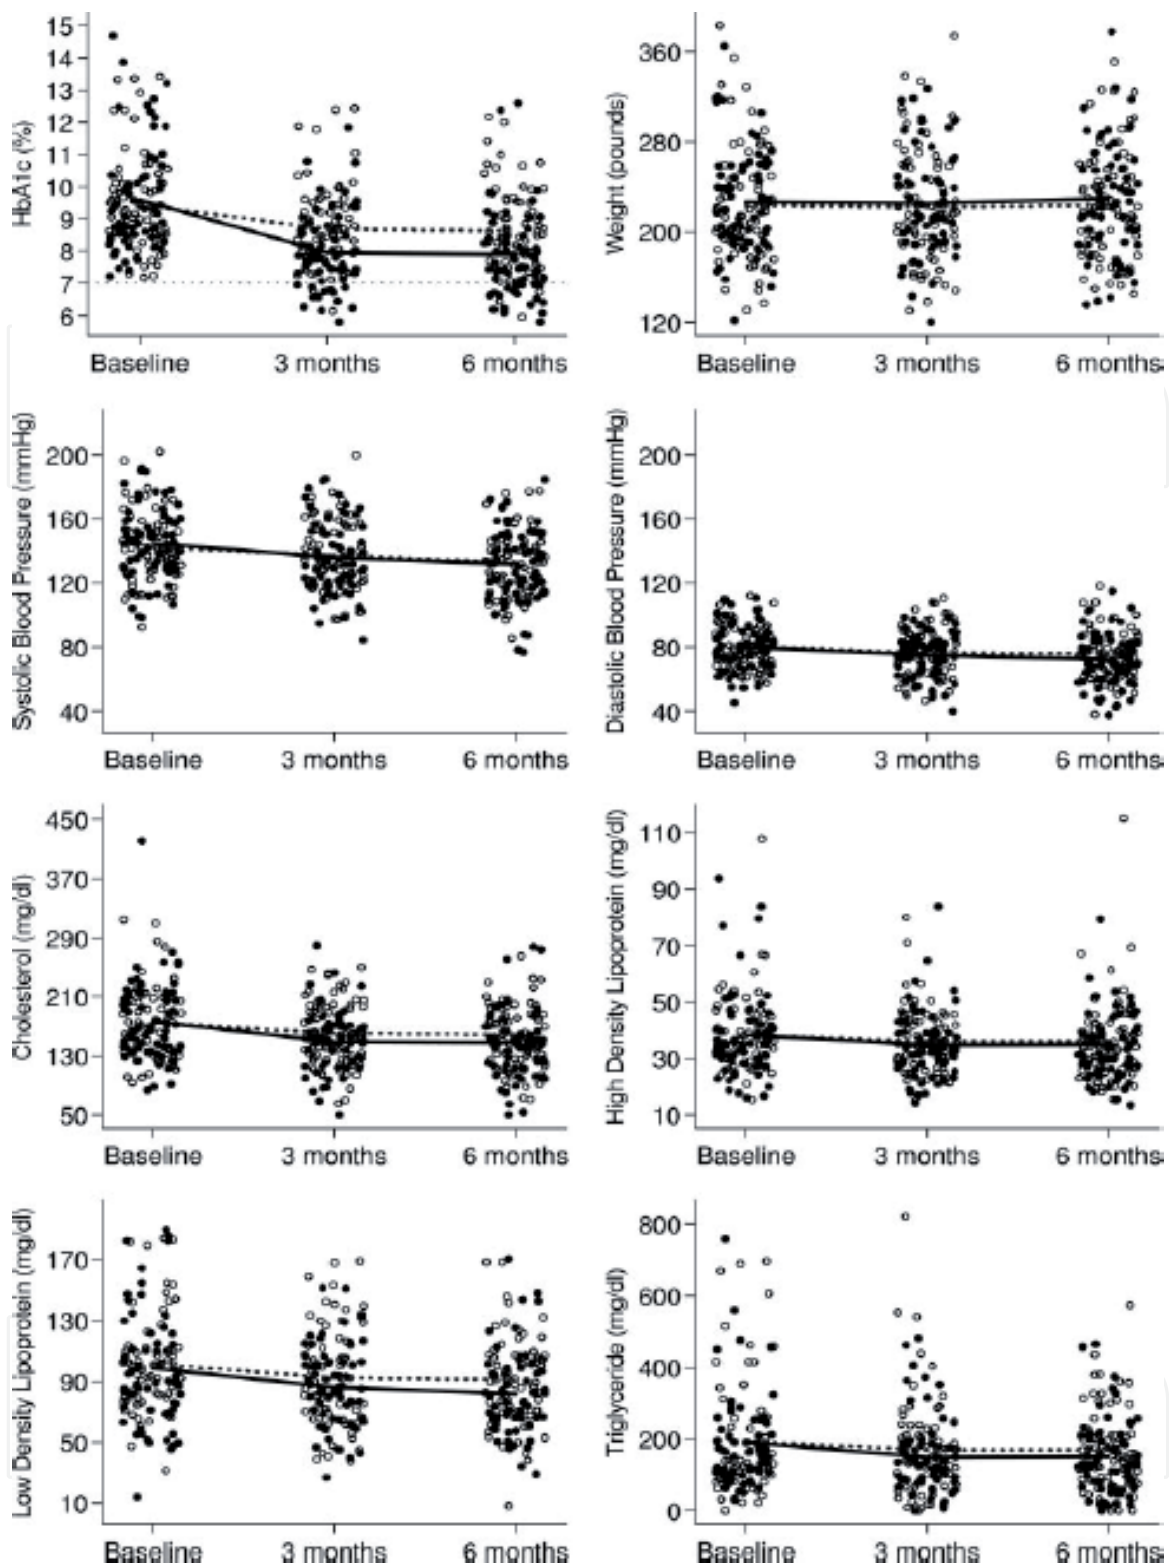 HbA1c (%)
15
14
13
12
11
10
9
8
7
6
Baseline 3 months 6 months
Weight (pounds)
360
280
200
120
Baseline 3 months 6 months
Systolic Blood Pressure (mmHg)
200
160
120
80
40
Baseline 3 months 6 months
Diastolic Blood Pressure (mmHg)
200
160
120
80
40
Baseline 3 months 6 months
Cholesterol (mg/dl)
450
370
290
210
130
50
Baseline 3 months 6 months
High Density Lipoprotein (mg/dl)
110
90
70
50
30
10
Baseline 3 months 6 months
Low Density Lipoprotein (mg/dl)
170
130
90
50
10
Baseline 3 months 6 months
Triglyceride (mg/dl)
800
600
400
200
0
Baseline 3 months 6 months